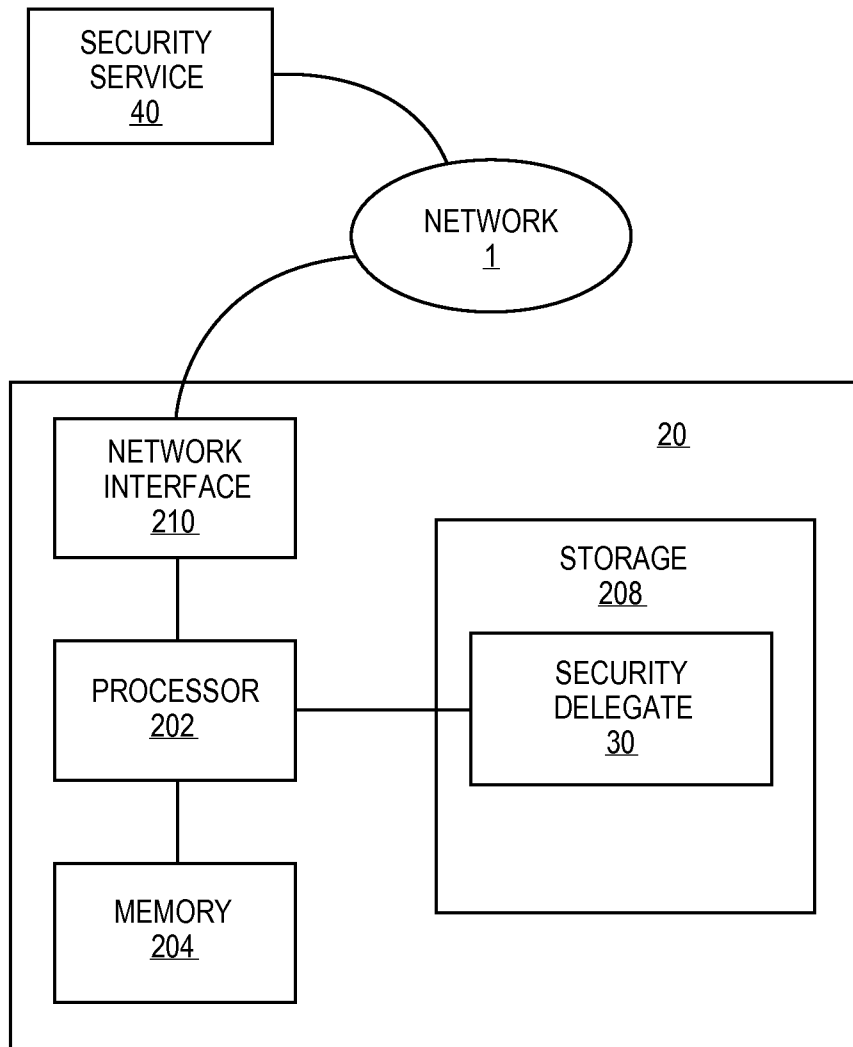 SECURITY
SERVICE
40
NETWORK
1
20
NETWORK
INTERFACE
210
STORAGE
208
PROCESSOR
202
SECURITY
DELEGATE
30
MEMORY
204